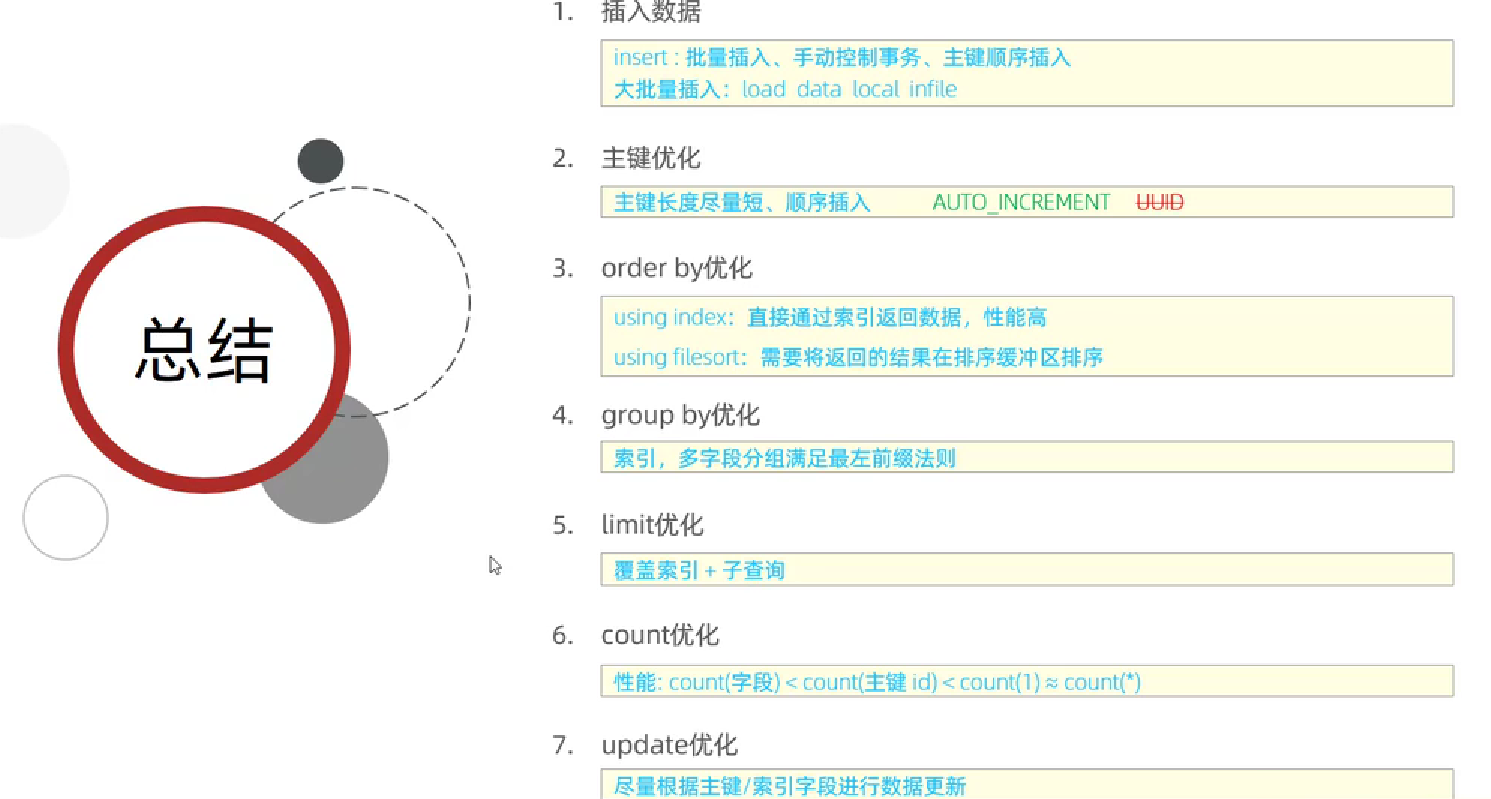 总结
1. 插入数据
insert : 批量插入、手动控制事务、主键顺序插入
大批量插入：load data local infile
2. 主键优化
主键长度尽量短、顺序插入 AUTO_INCREMENT UUID
3. order by优化
using index：直接通过索引返回数据，性能高
using filesort：需要将返回的结果在排序缓冲区排序
4. group by优化
索引，多字段分组满足最左前缀法则
5. limit优化
覆盖索引 + 子查询
6. count优化
性能: count(字段) < count(主键 id) < count(1) ≈ count(*)
7. update优化
尽量根据主键/索引字段进行数据更新